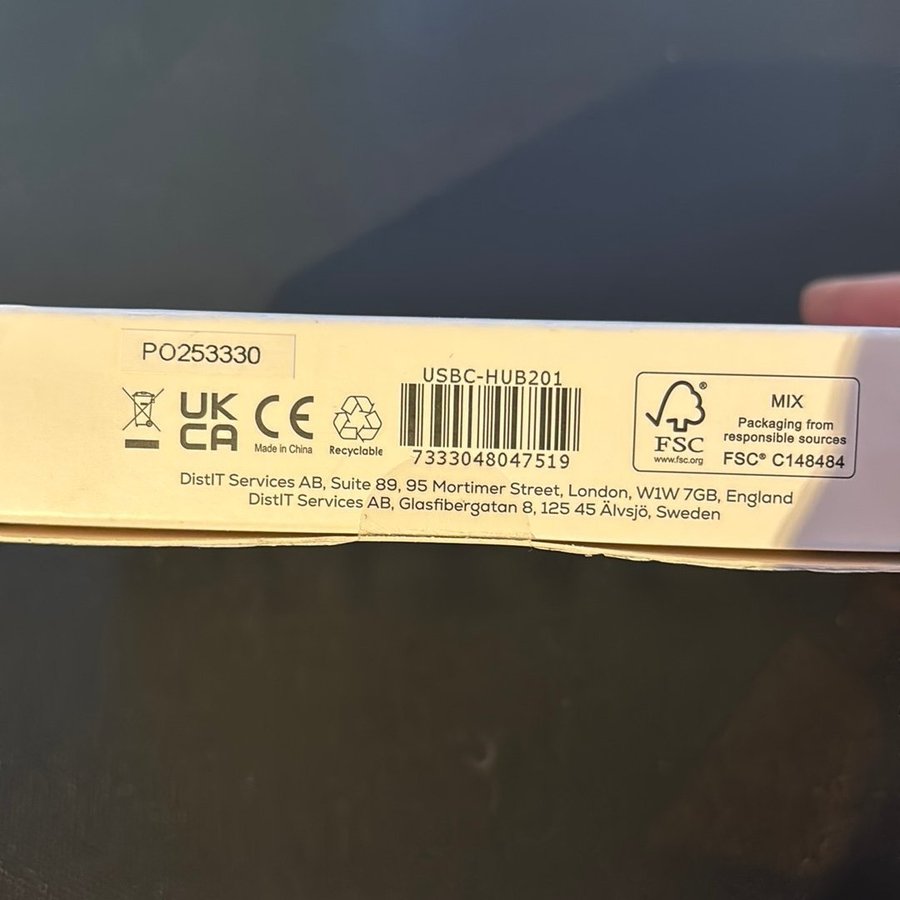 PO253330
UK
CA
CE
Made in China
Recyclable
USBC-HUB201
7333048047519
FSC®
www.fsc.org
MIX
Packaging from
responsible sources
FSC® C148484
DistIT Services AB, Suite 89, 95 Mortimer Street, London, W1W 7GB, England
DistIT Services AB, Glasfibergatan 8, 125 45 Älvsjö, Sweden